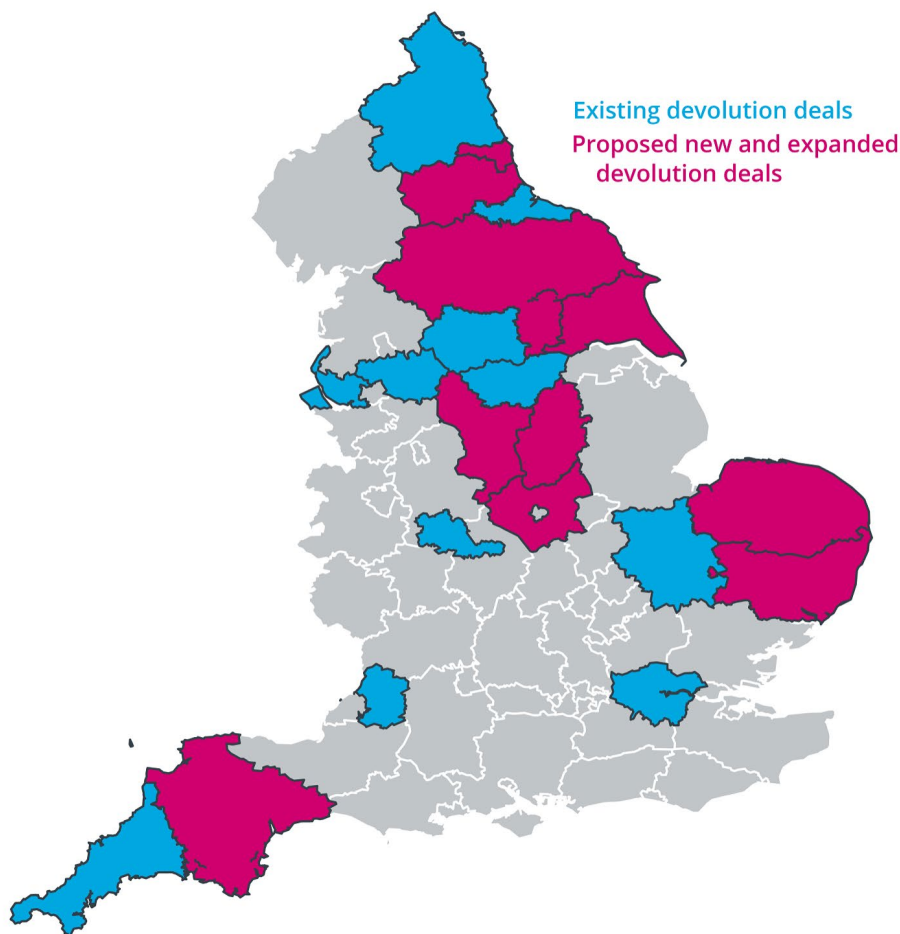 Existing devolution deals
Proposed new and expanded
devolution deals